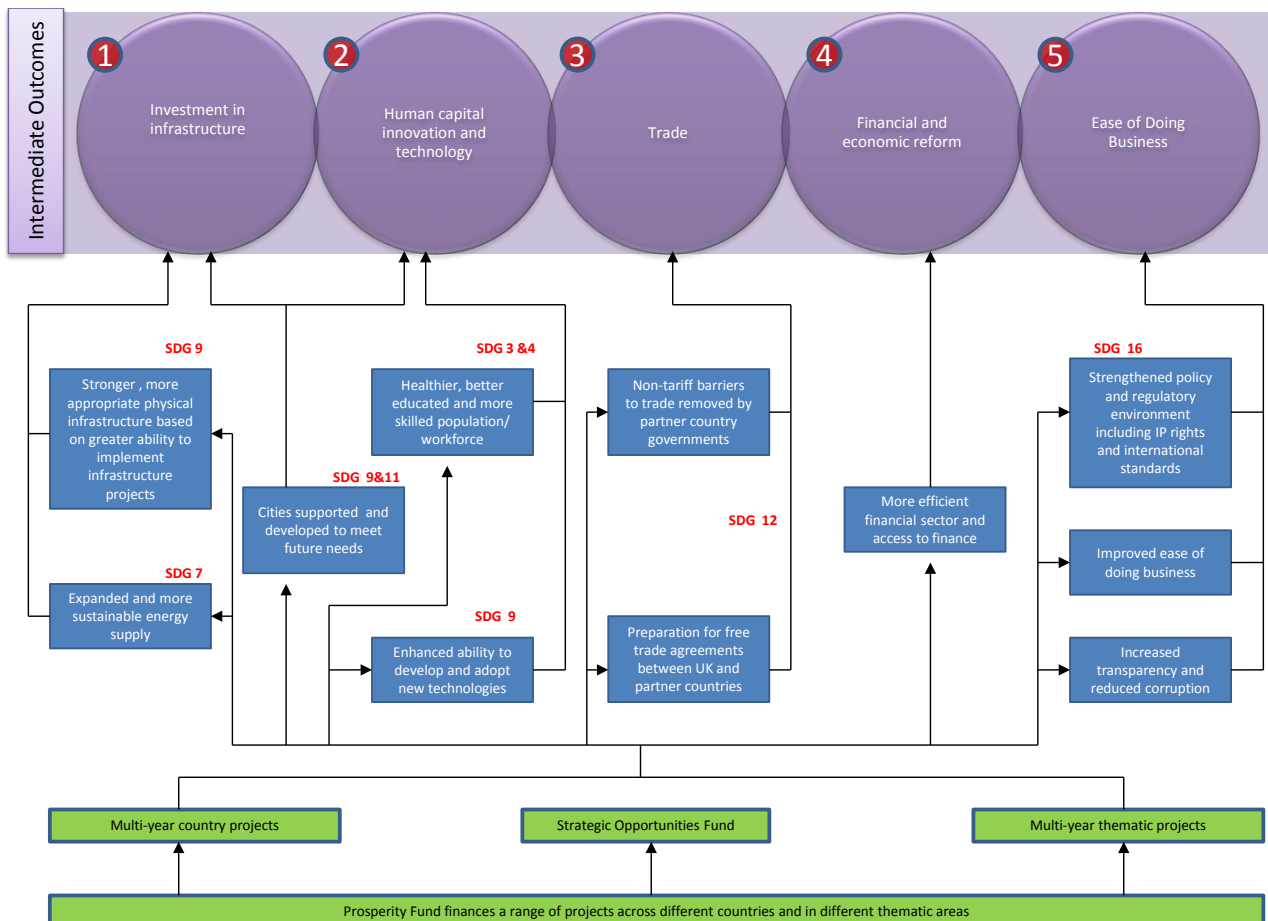 Intermediate Outcomes
1
Investment in
infrastructure
2
Human capital
innovation and
technology
3
Trade
4
Financial and
economic reform
5
Ease of Doing
Business
SDG 9
Stronger , more
appropriate physical
infrastructure based
on greater ability to
implement
infrastructure
projects
SDG 7
Expanded and more
sustainable energy
supply
SDG 9&11
Cities supported and
developed to meet
future needs
SDG 3 &4
Healthier, better
educated and more
skilled population/
workforce
SDG 9
Enhanced ability to
develop and adopt
new technologies
Non-tariff barriers
to trade removed by
partner country
governments
SDG 12
Preparation for free
trade agreements
between UK and
partner countries
More efficient
financial sector and
access to finance
SDG 16
Strengthened policy
and regulatory
environment
including IP rights
and international
standards
Improved ease of
doing business
Increased
transparency and
reduced corruption
Multi-year country projects
Strategic Opportunities Fund
Multi-year thematic projects
Prosperity Fund finances a range of projects across different countries and in different thematic areas